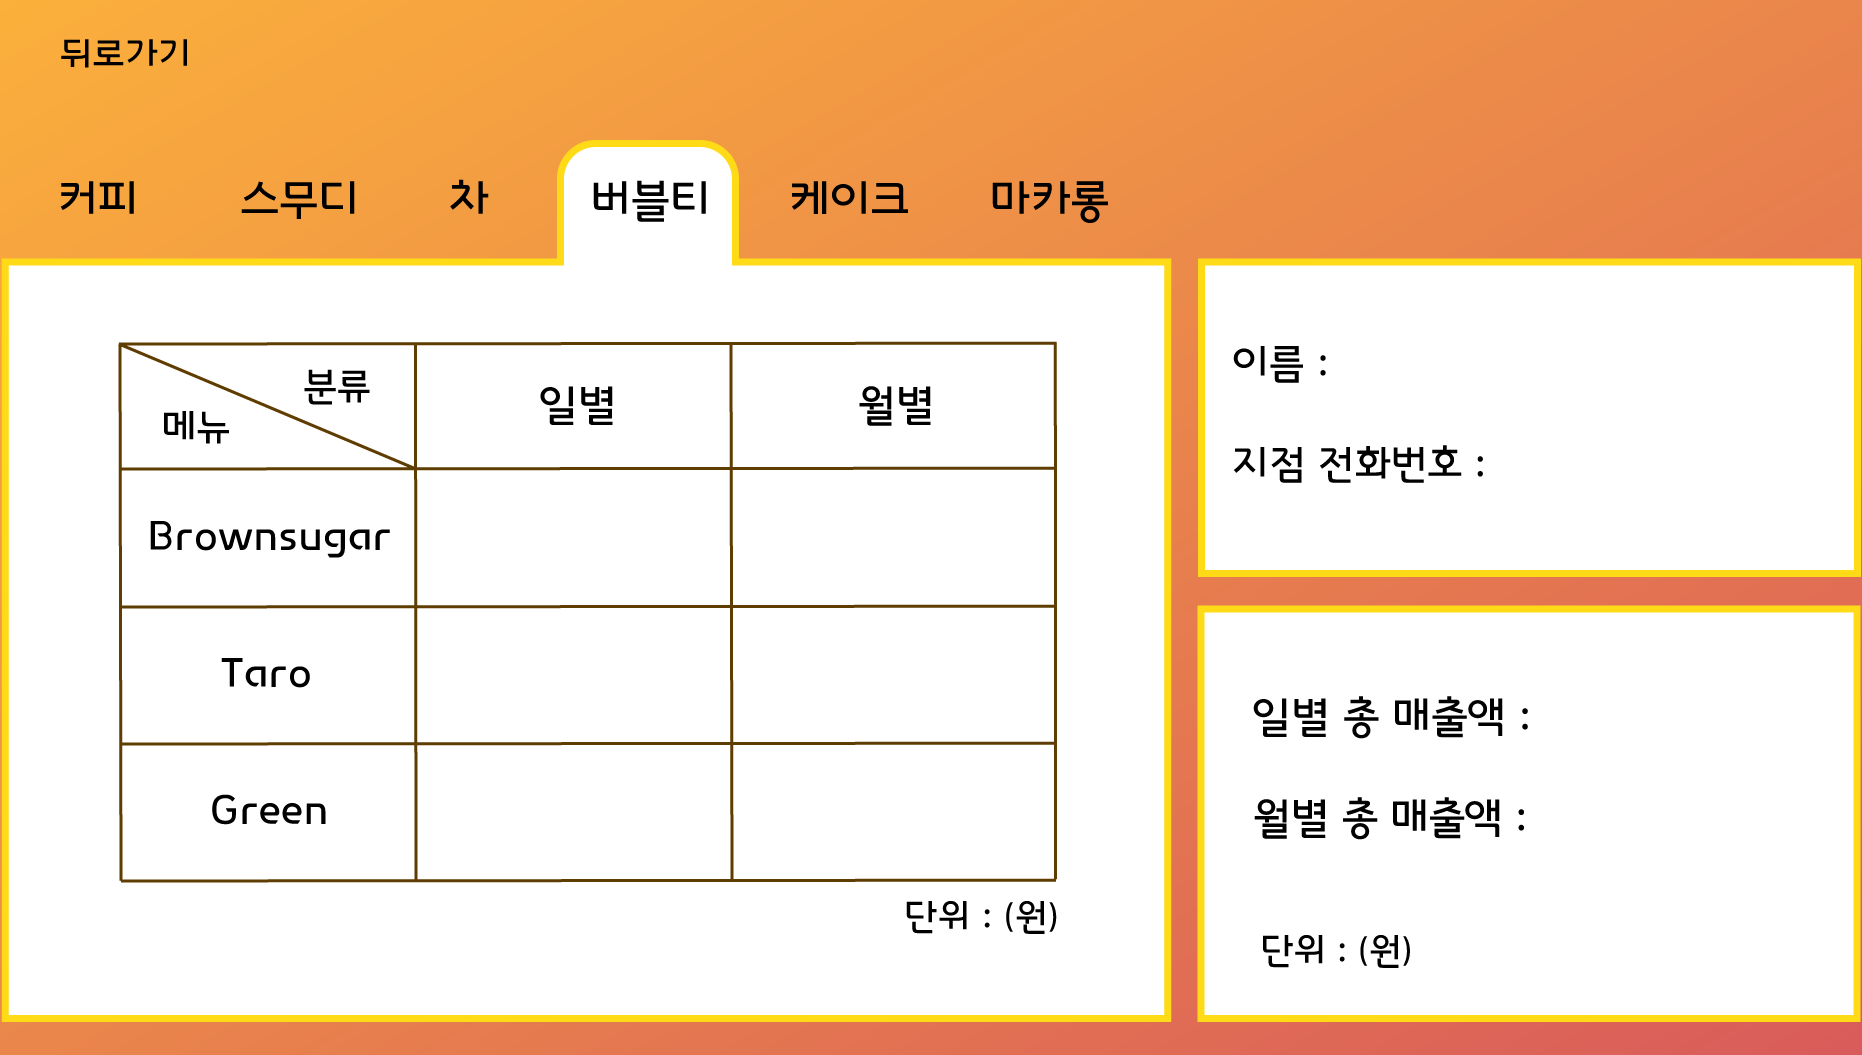 뒤로가기
커피 스무디 차 버블티 케이크 마카롱
분류
메뉴
일별 월별
Brownsugar
Taro
Green
단위 : (원)
이름 :
지점 전화번호 :
일별 총 매출액 :
월별 총 매출액 :
단위 : (원)